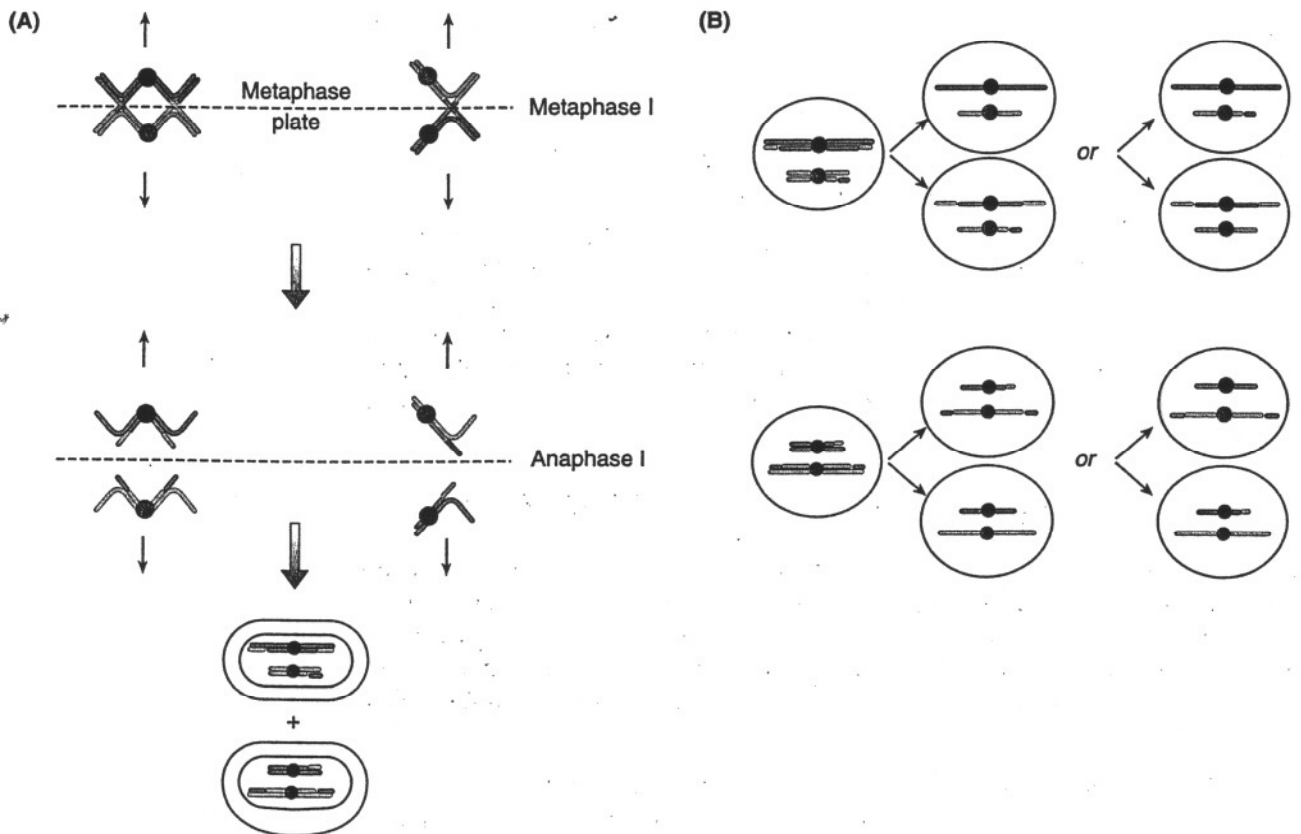 (A)
(B)
Metaphase
plate
Metaphase I
or
Anaphase I
or
+